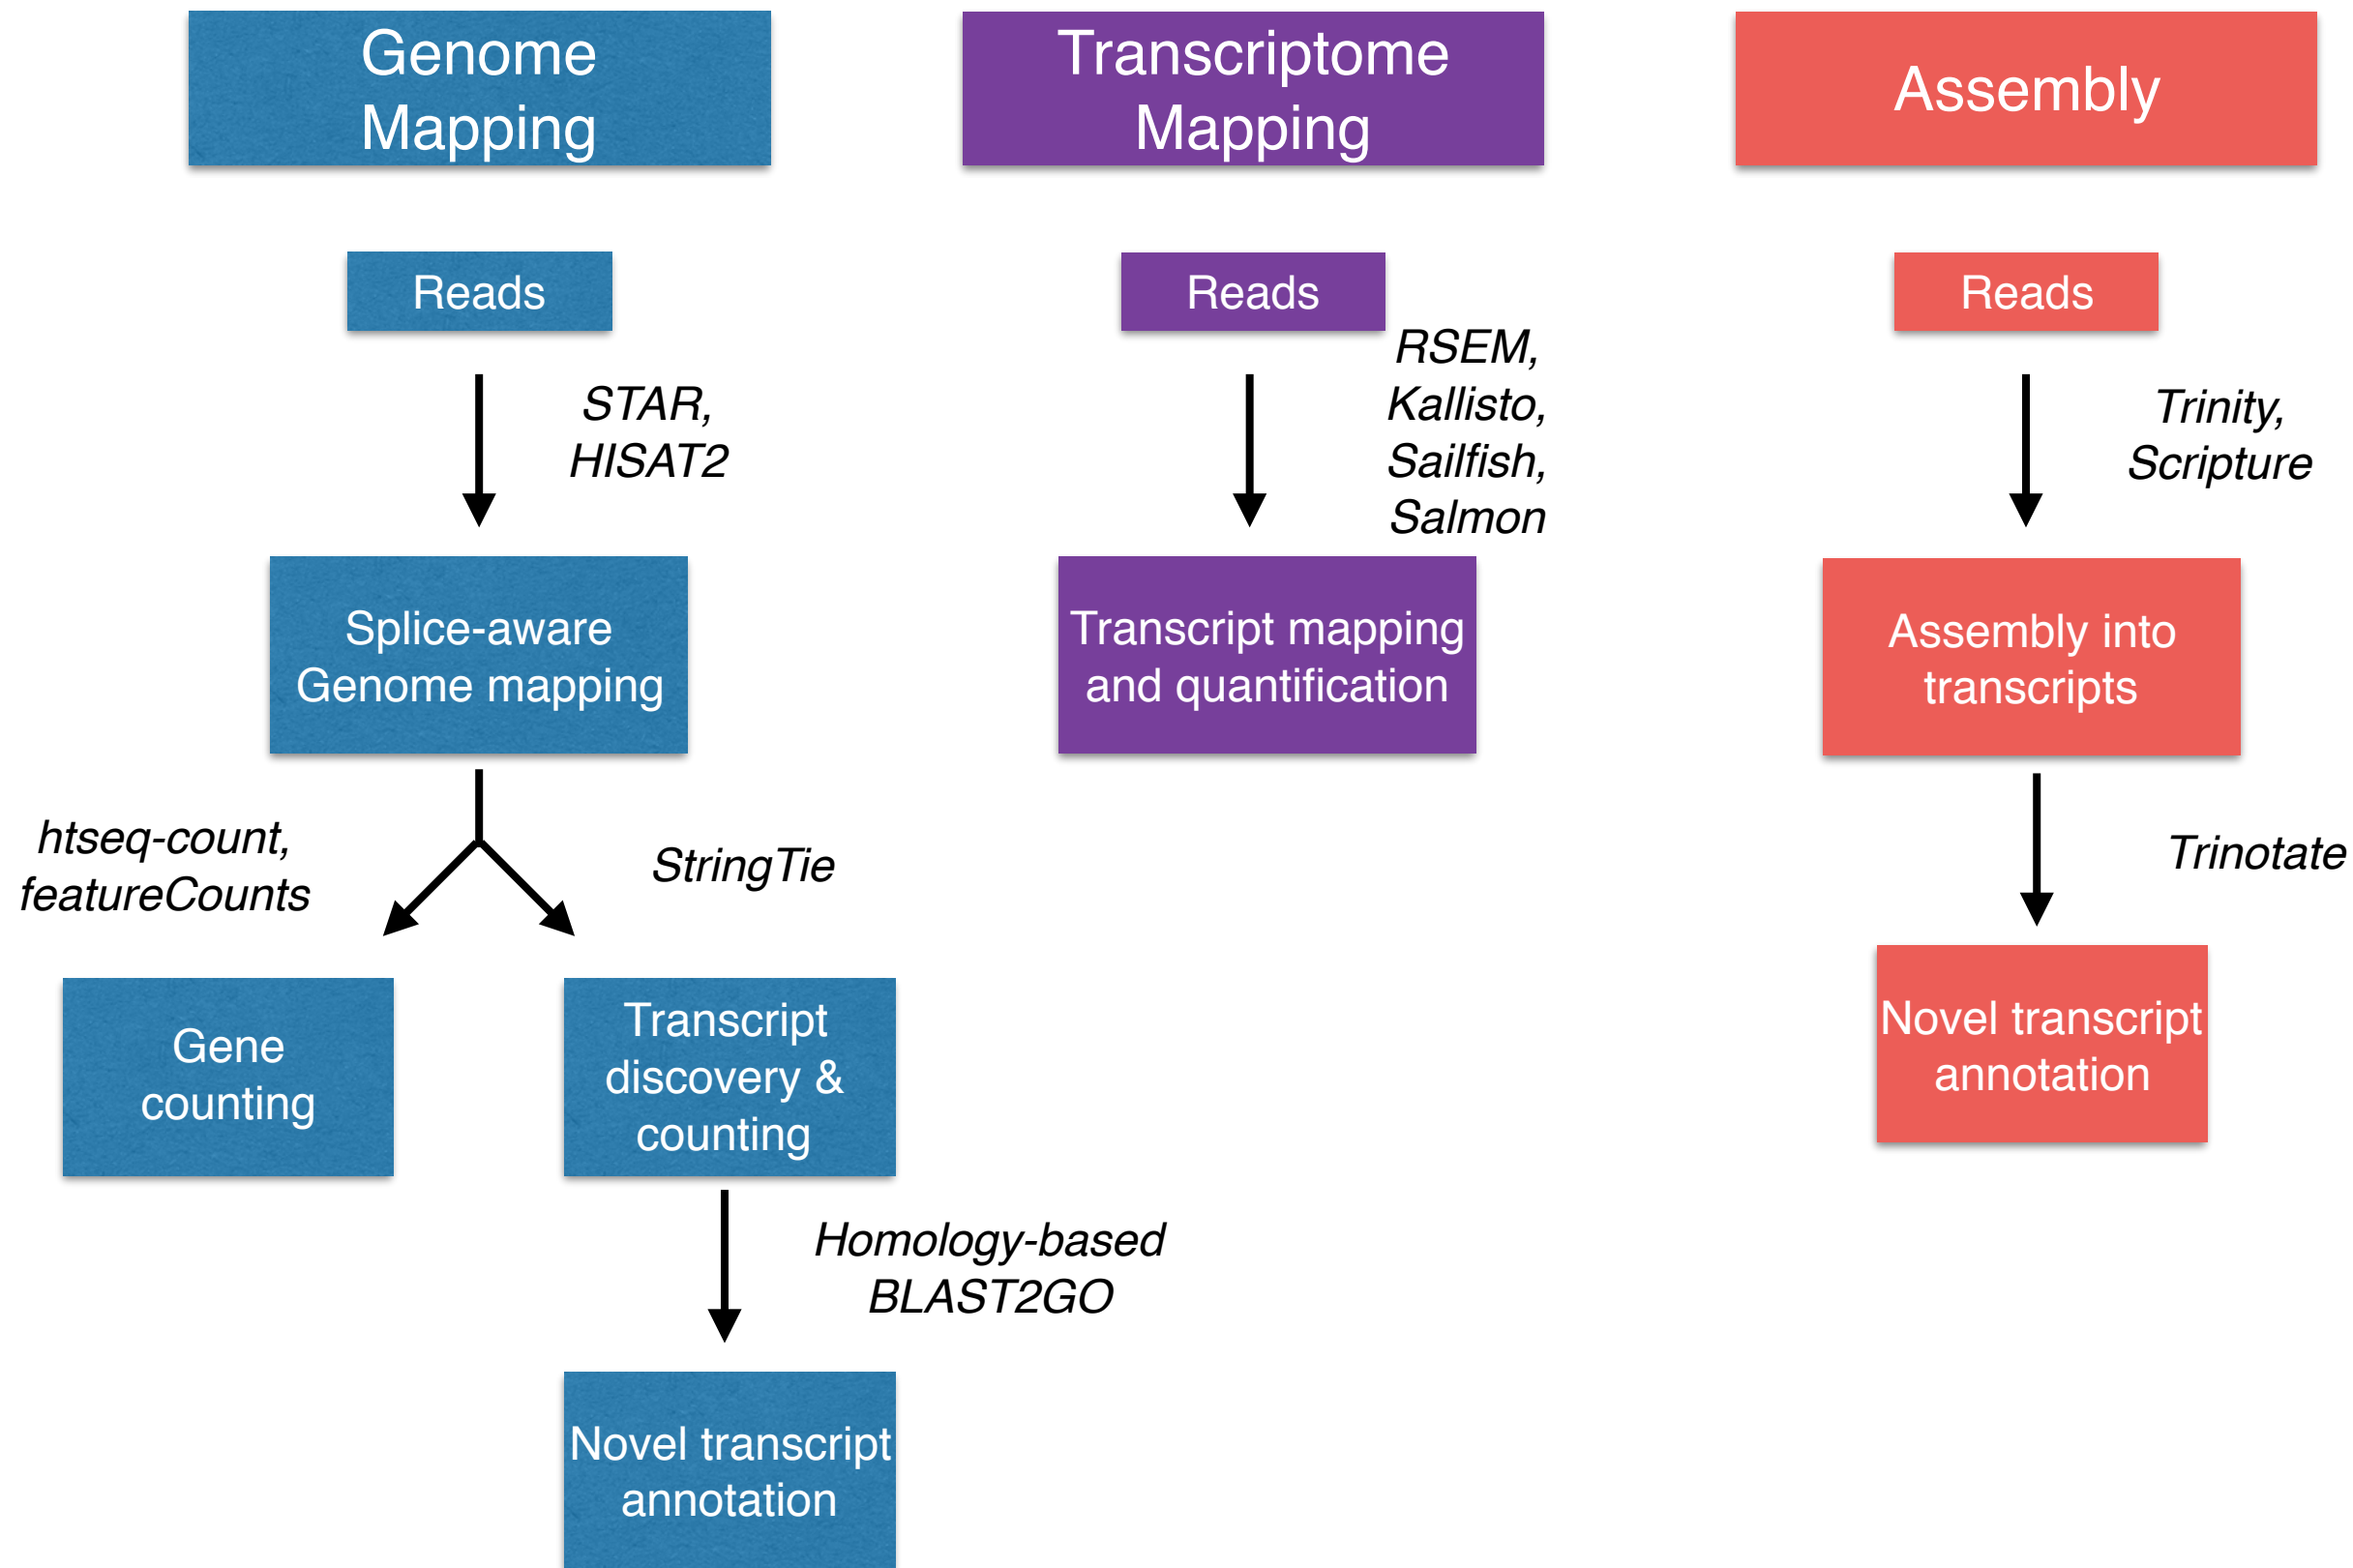 Genome
Mapping
Transcriptome
Mapping
Assembly
Reads
Reads
Reads
STAR,
HISAT2
RSEM,
Kallisto,
Sailfish,
Salmon
Trinity,
Scripture
Splice-aware
Genome mapping
Transcript mapping
and quantification
Assembly into
transcripts
htseq-count,
featureCounts
StringTie
Trinotate
Gene
counting
Transcript
discovery &
counting
Novel transcript
annotation
Homology-based
BLAST2GO
Novel transcript
annotation